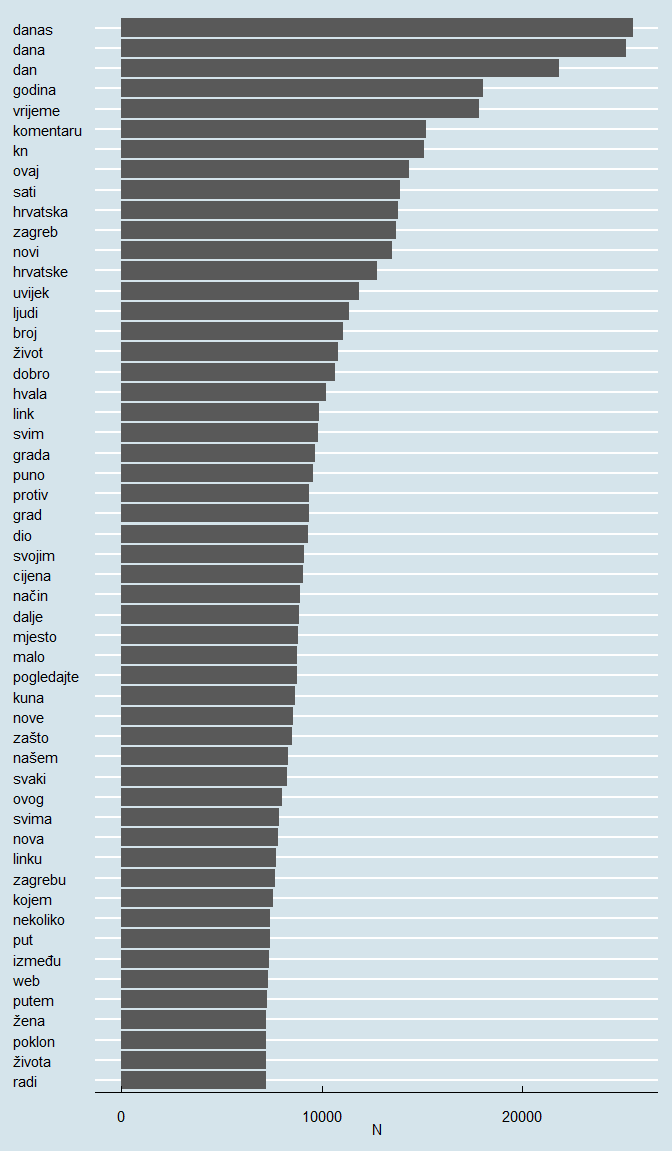 danas
dana
dan
godina
vrijeme
komentaru
kn
ovaj
sati
hrvatska
zagreb
novi
hrvatske
uvijek
ljudi
broj
život
dobro
hvala
link
svim
grada
puno
protiv
grad
dio
svojim
cijena
način
dalje
mjesto
malo
pogledajte
kuna
nove
zašto
našem
svaki
ovog
svima
nova
linku
zagrebu
kojem
nekoliko
put
između
web
putem
žena
poklon
života
radi
0 10000 20000
N